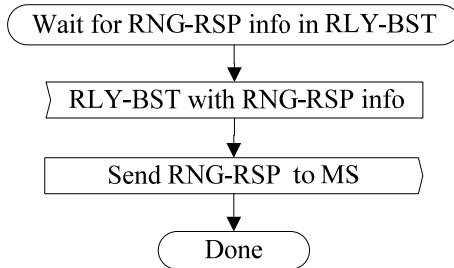 Wait for RNG-RSP info in RLY-BST
RLY-BST with RNG-RSP info
Send RNG-RSP to MS
Done